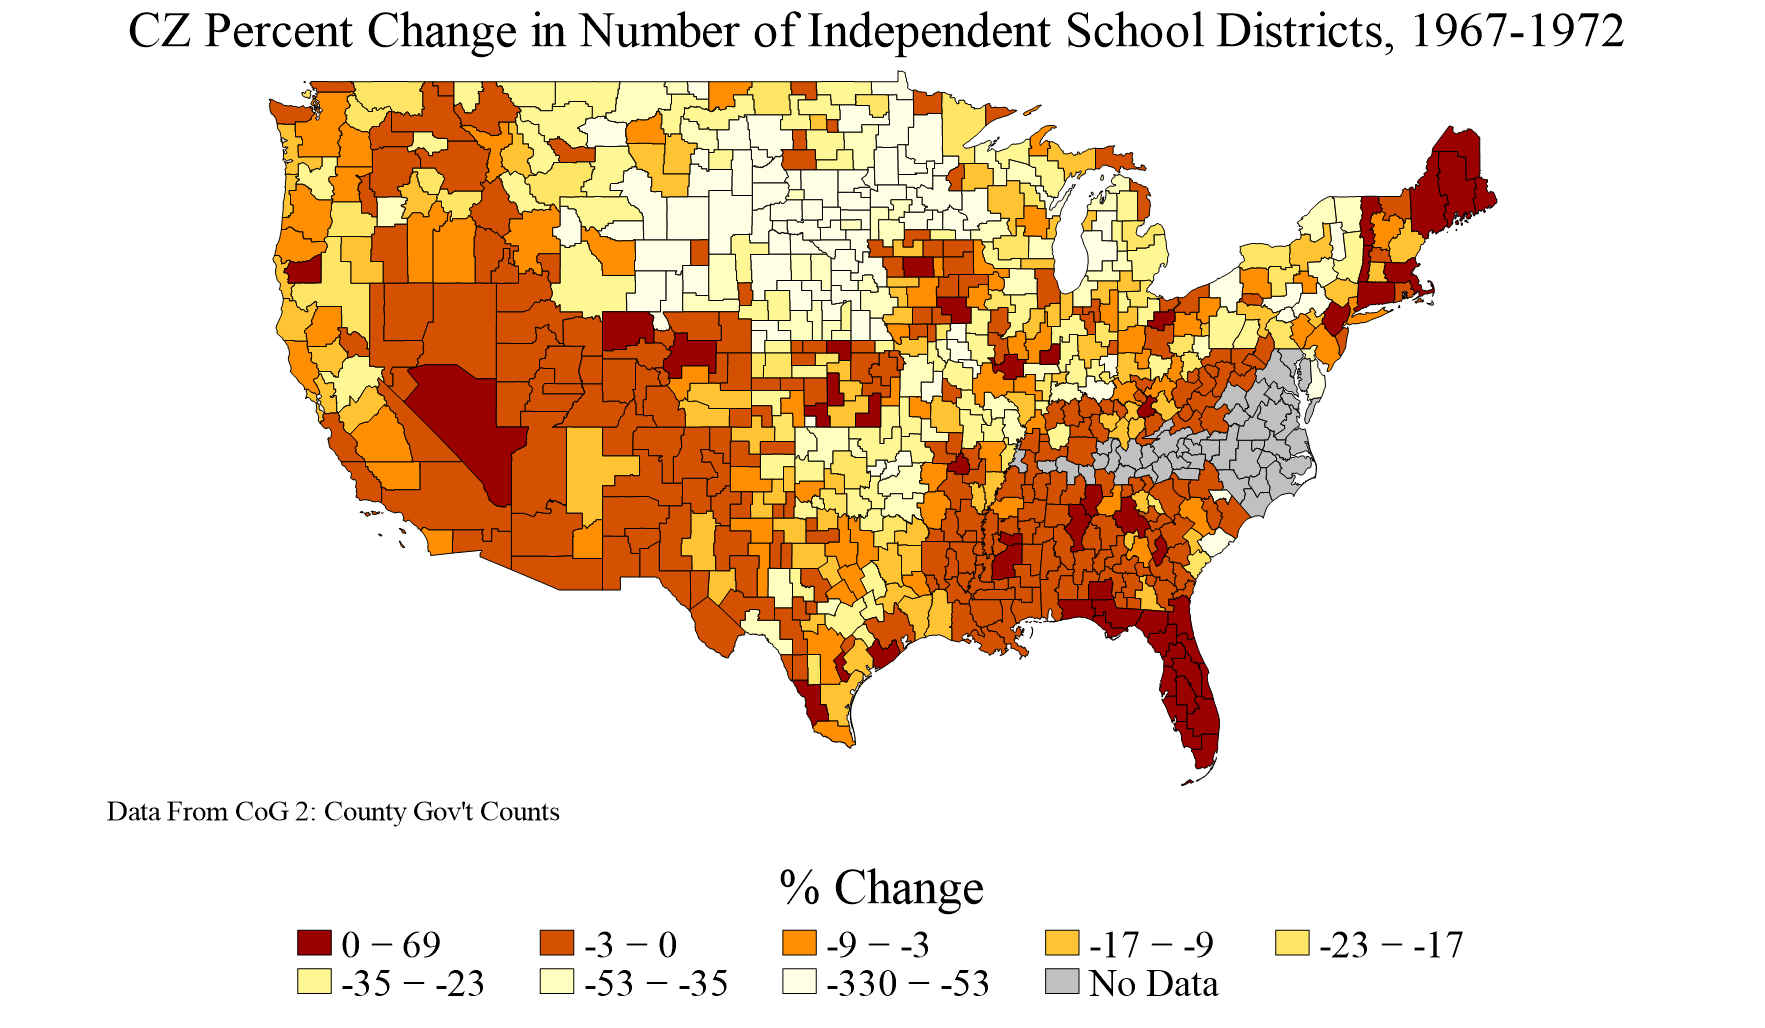 CZ Percent Change in Number of Independent School Districts, 1967-1972
Data From CoG 2: County Gov't Counts
% Change
0 − 69
-3 − 0
-9 − -3
-17 − -9
-23 − -17
-35 − -23
-53 − -35
-330 − -53
No Data